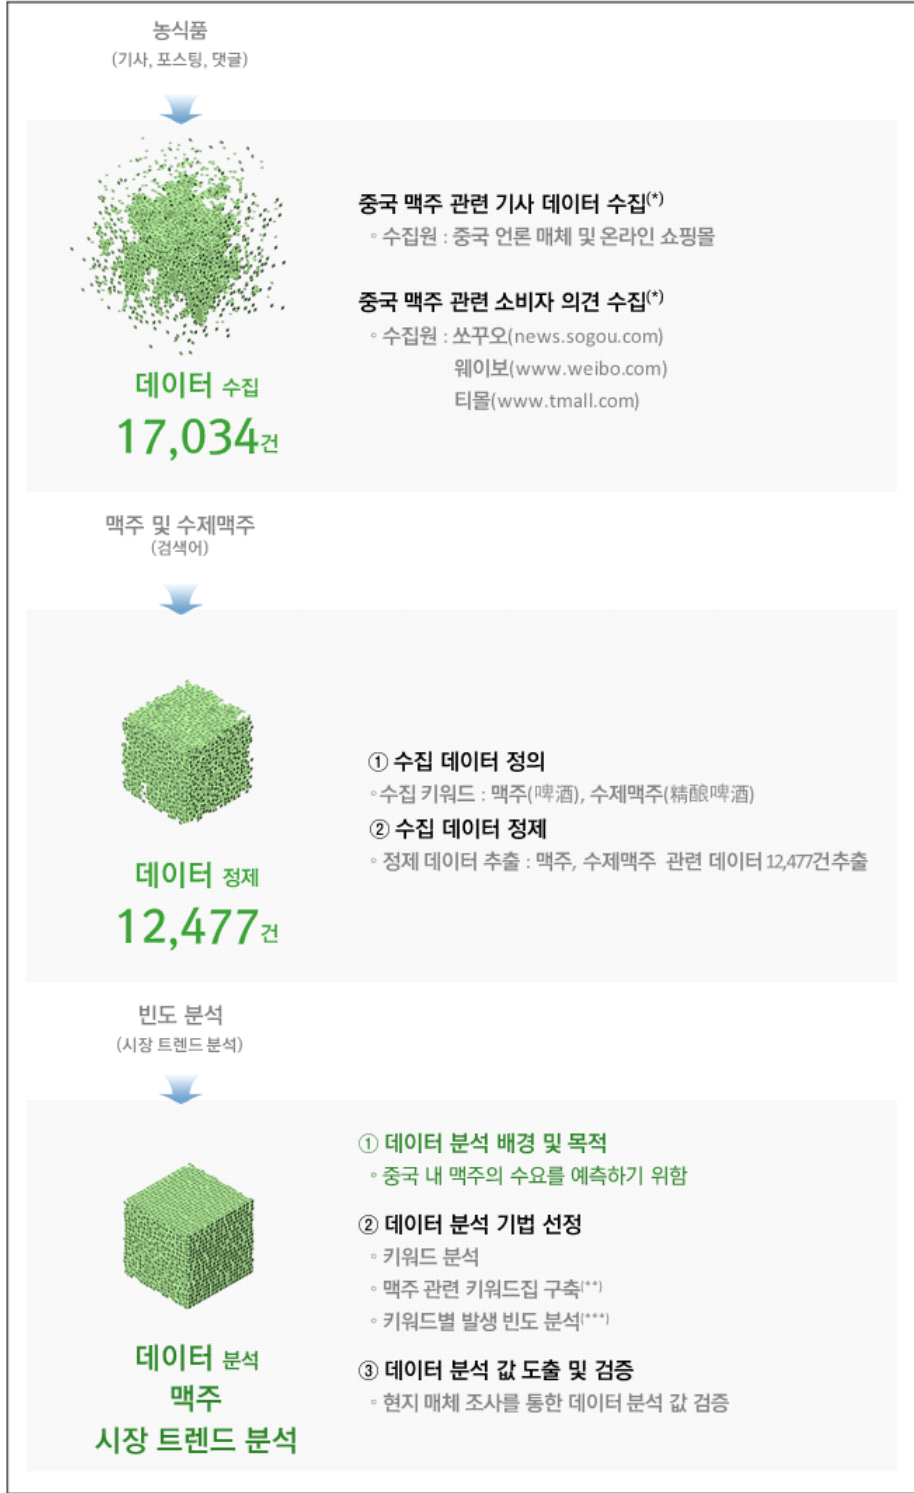 농식품
(기사, 포스팅, 댓글)
중국 맥주 관련 기사 데이터 수집(*)
◦ 수집원 : 중국 언론 매체 및 온라인 쇼핑몰
중국 맥주 관련 소비자 의견 수집(*)
◦ 수집원 : 쏘꾸오(news.sogou.com)
웨이보(www.weibo.com)
티몰(www.tmall.com)
데이터 수집
17,034건
맥주 및 수제맥주
(검색어)
① 수집 데이터 정의
◦수집 키워드 : 맥주(啤酒), 수제맥주(精酿啤酒)
② 수집 데이터 정제
◦ 정제 데이터 추출 : 맥주, 수제맥주 관련 데이터 12,477건추출
데이터 정제
12,477건
빈도 분석
(시장 트렌드 분석)
① 데이터 분석 배경 및 목적
◦ 중국 내 맥주의 수요를 예측하기 위함
② 데이터 분석 기법 선정
◦ 키워드 분석
◦ 맥주 관련 키워드집 구축(**)
◦ 키워드별 발생 빈도 분석(***)
③ 데이터 분석 값 도출 및 검증
◦ 현지 매체 조사를 통한 데이터 분석 값 검증
데이터 분석
맥주
시장 트렌드 분석